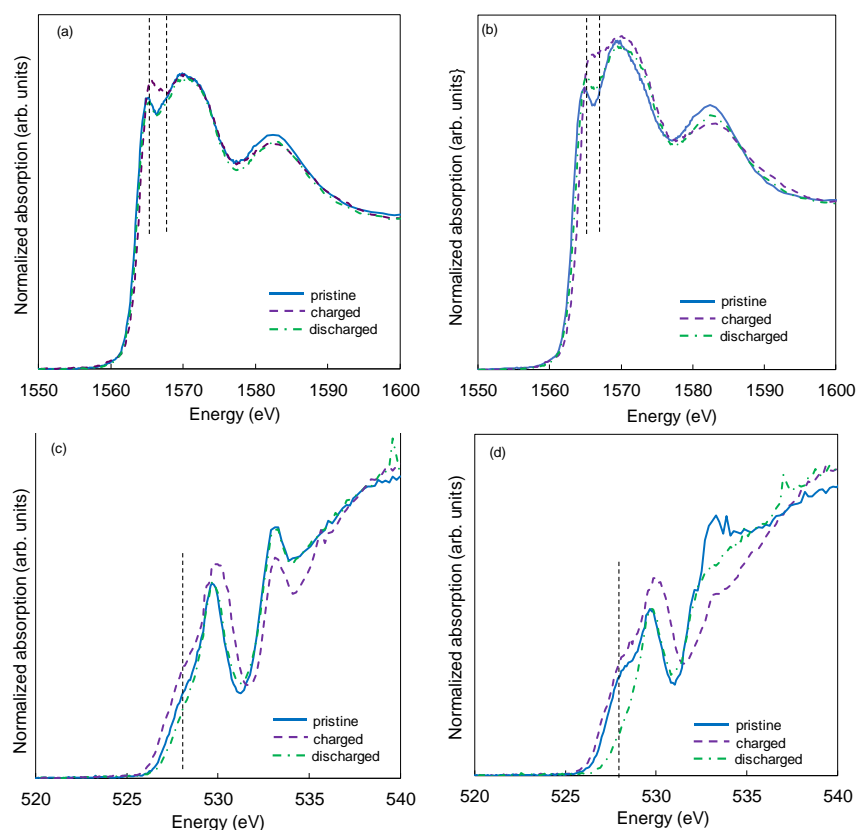 (a)
Normalized absorption (arb. units)
pristine
charged
discharged
1550 1560 1570 1580 1590 1600
Energy (eV)
(b)
Normalized absorption (arb. units}
pristine
charged
discharged
1550 1560 1570 1580 1590 1600
Energy (eV)
(c)
Normalized absorption (arb. units)
pristine
charged
discharged
520 525 530 535 540
Energy (eV)
(d)
Normalized absorption (arb. units)
pristine
charged
discharged
520 525 530 535 540
Energy (eV)